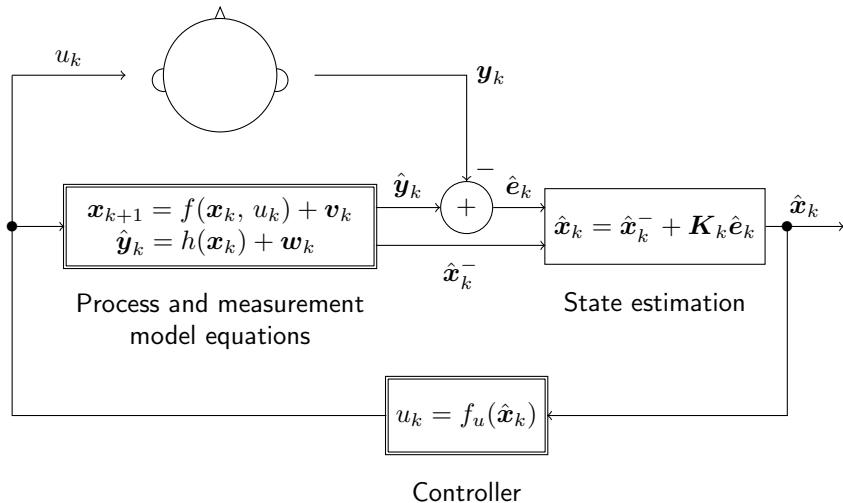 u_k
y_k
−
ŷ_k
ê_k
x̂_k
x_{k+1} = f(x_k, u_k) + v_k
ŷ_k = h(x_k) + w_k
+
x̂_k = x̂_k^- + K_k ê_k
x̂_k^-
Process and measurement
model equations
State estimation
u_k = f_u(x̂_k)
Controller